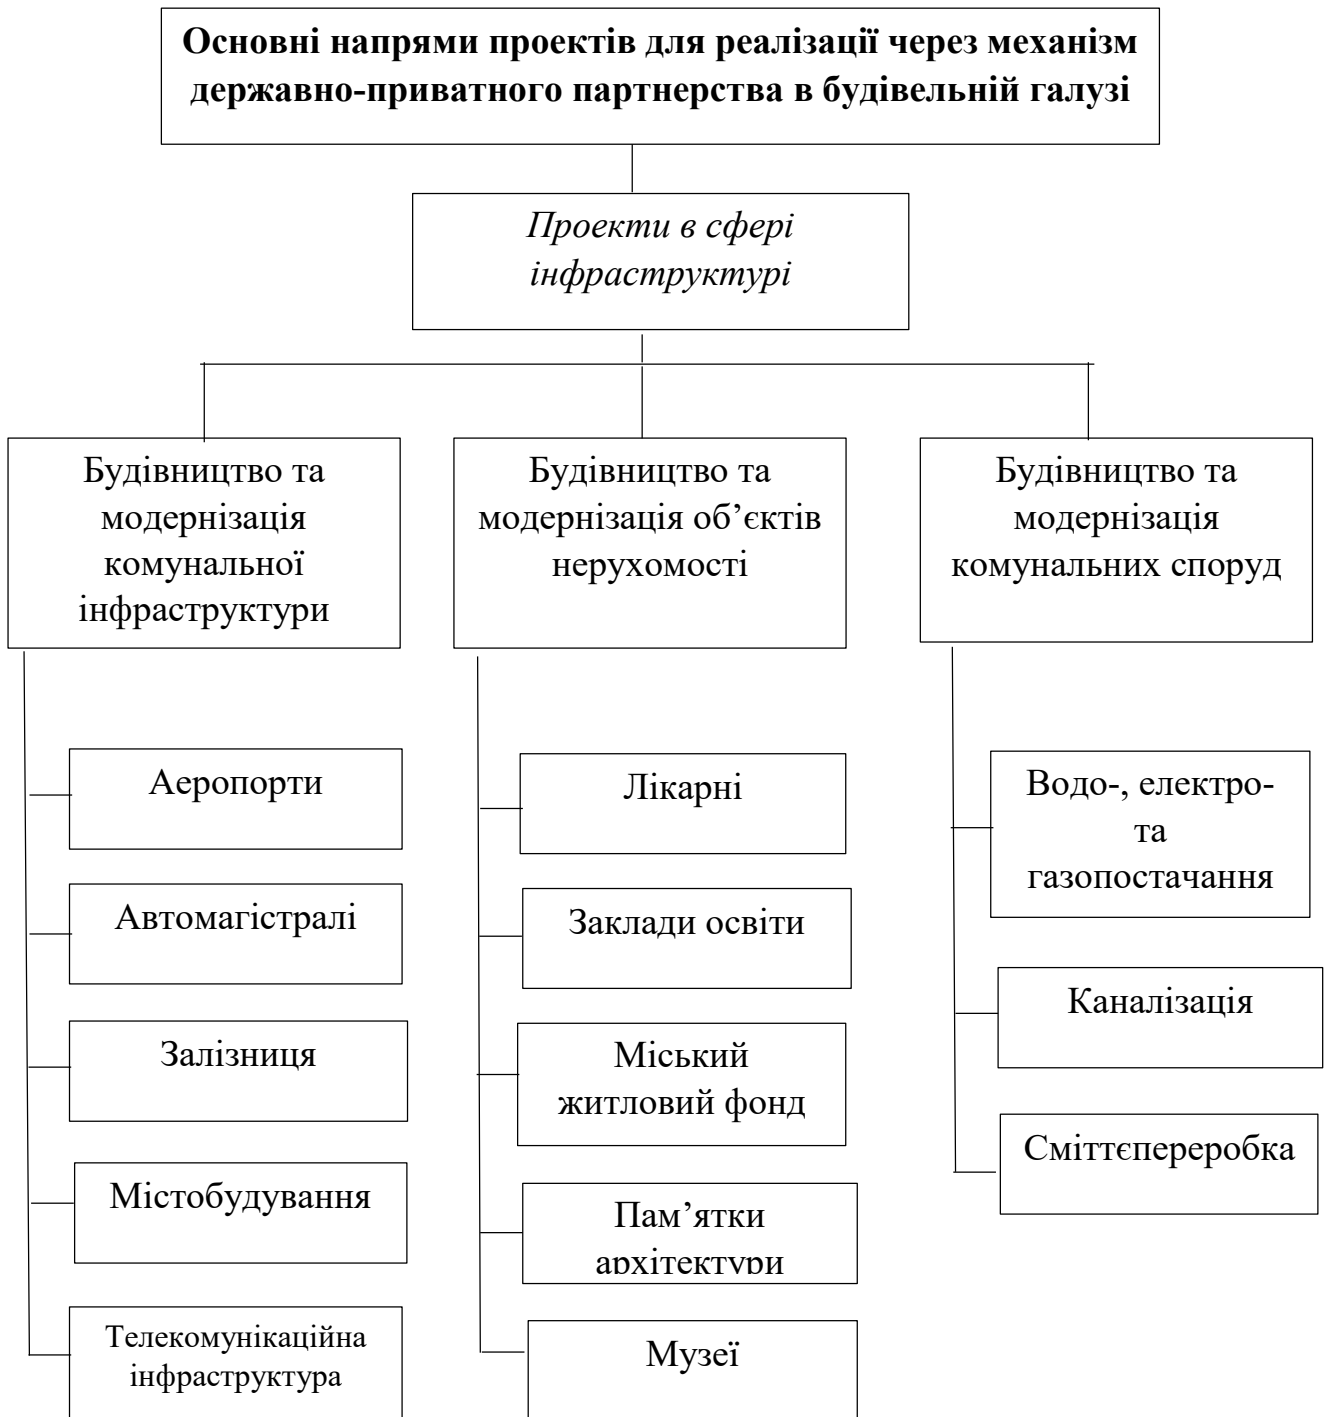 Основні напрями проектів для реалізації через механізм
державно-приватного партнерства в будівельній галузі
Проекти в сфері
інфраструктурі
Будівництво та
модернізація
комунальної
інфраструктури
Аеропорти
Автомагістралі
Залізниця
Містобудування
Телекомунікаційна
інфраструктура
Будівництво та
модернізація об’єктів
нерухомості
Лікарні
Заклади освіти
Міський
житловий фонд
Пам’ятки
архітектури
Музеї
Будівництво та
модернізація
комунальних споруд
Водо-, електро-
та
газопостачання
Каналізація
Сміттєпереробка